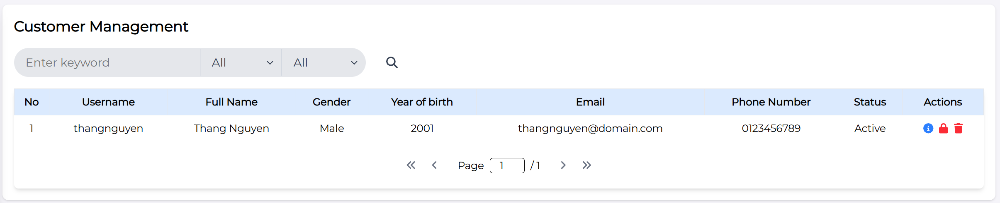 Customer Management
Enter keyword All All
No Username Full Name Gender Year of birth Email Phone Number Status Actions
1 thangnguyen Thang Nguyen Male 2001 thangnguyen@domain.com 0123456789 Active
Page 1 / 1